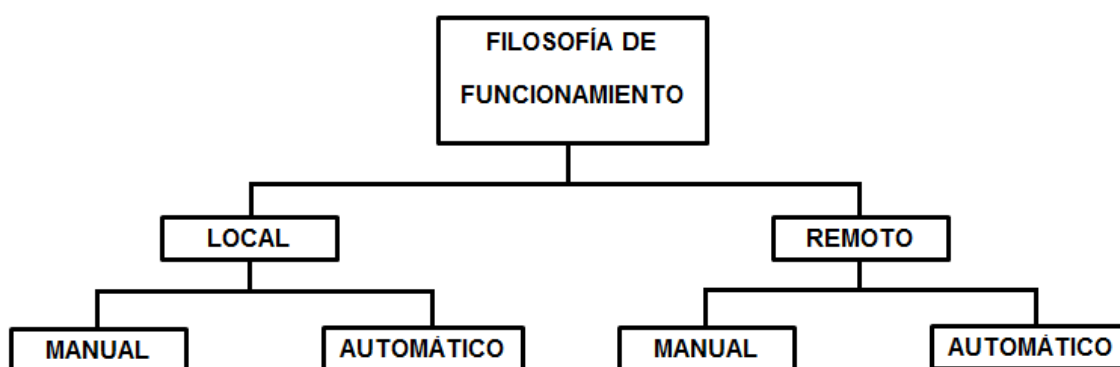 FILOSOFÍA DE
FUNCIONAMIENTO
LOCAL
REMOTO
MANUAL
AUTOMÁTICO
MANUAL
AUTOMÁTICO